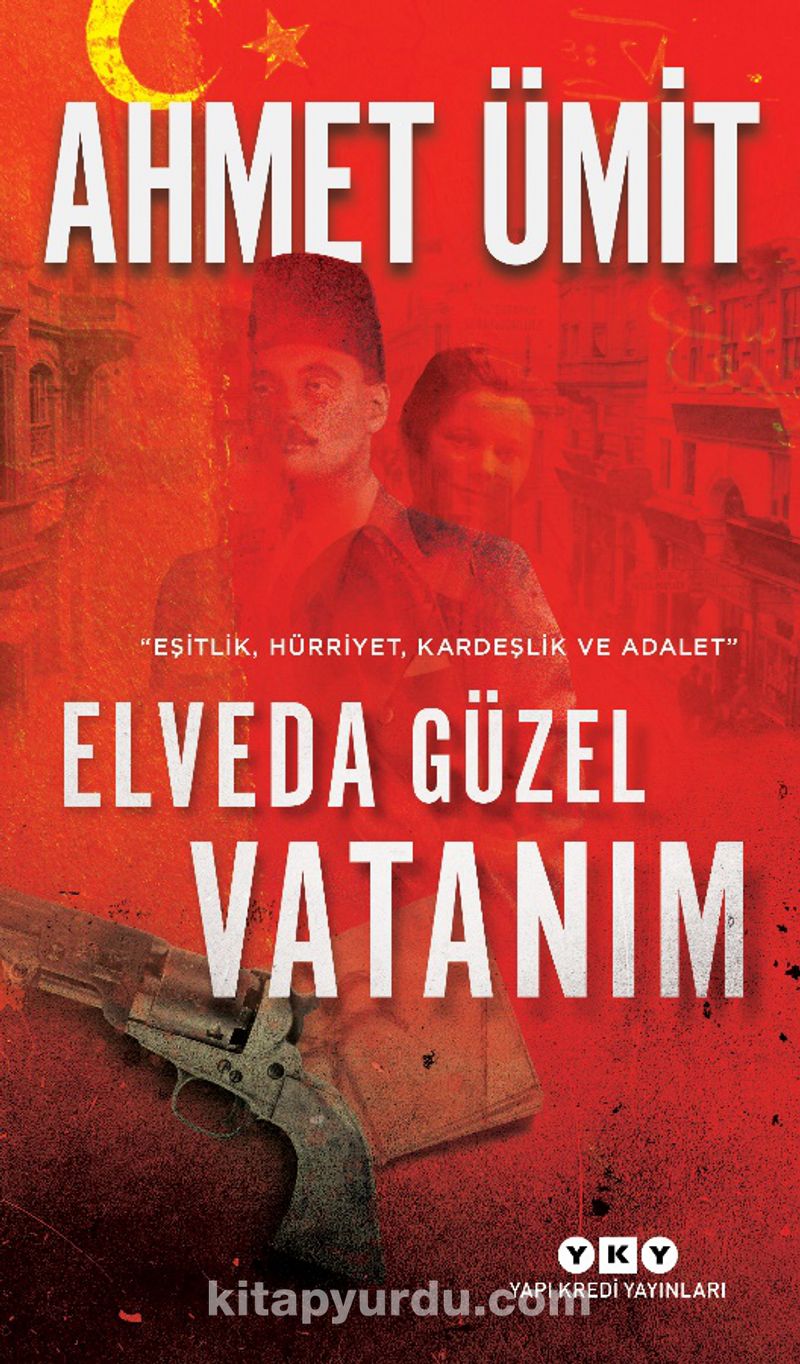 AHMET ÜMİT
“EŞİTLİK, HÜRRİYET, KARDEŞLİK VE ADALET”
ELVEDA GÜZEL
VATANIM
YKY
YAPI KREDİ YAYINLARI
kitapyurdu.com